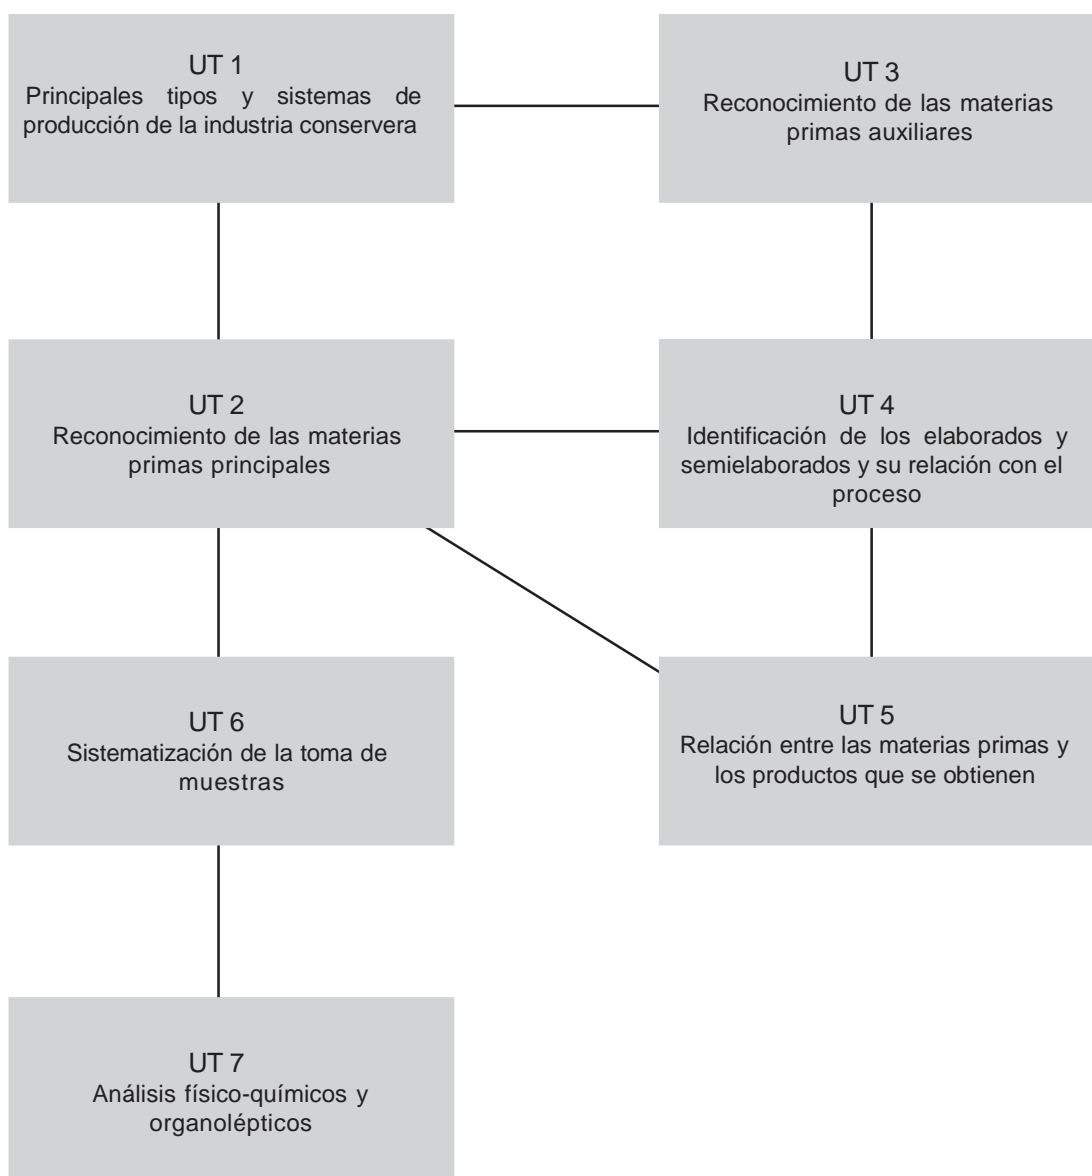 UT 1
Principales tipos y sistemas de
producción de la industria conservera
UT 3
Reconocimiento de las materias
primas auxiliares
UT 2
Reconocimiento de las materias
primas principales
UT 4
Identificación de los elaborados y
semielaborados y su relación con el
proceso
UT 6
Sistematización de la toma de
muestras
UT 5
Relación entre las materias primas y
los productos que se obtienen
UT 7
Análisis físico-químicos y
organolépticos